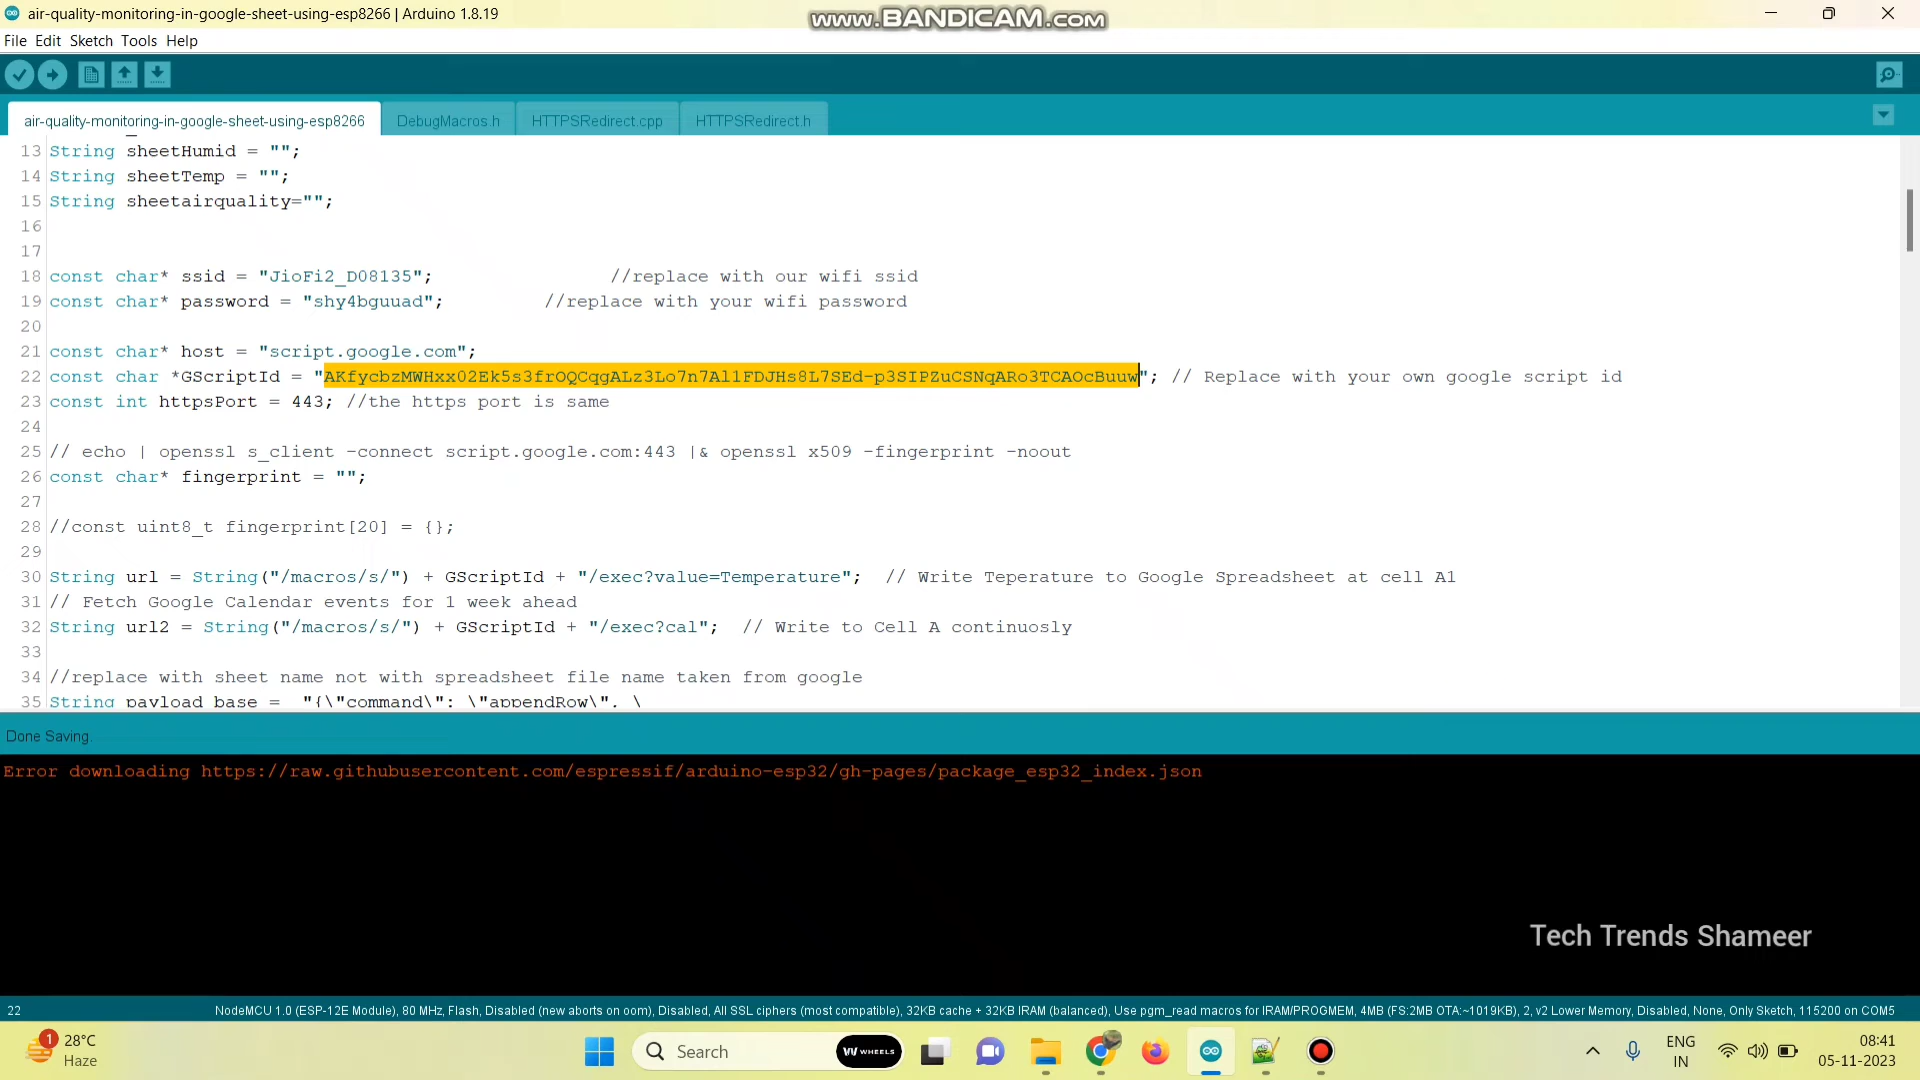 air-quality-monitoring-in-google-sheet-using-esp8266 | Arduino 1.8.19
www.BANDICAM.com
File Edit Sketch Tools Help
air-quality-monitoring-in-google-sheet-using-esp8266 DebugMacros.h HTTPSRedirect.cpp HTTPSRedirect.h
13 String sheetHumid = "";
14 String sheetTemp = "";
15 String sheetairquality="";
16
17
18 const char* ssid = "JioFi2_D08135"; //replace with our wifi ssid
19 const char* password = "shy4bguuad"; //replace with your wifi password
20
21 const char* host = "script.google.com";
22 const char *GScriptId = "AKfycbzMWHxx02Ek5s3frOQCqgALz3Lo7n7Al1FDJHs8L7SEd-p3SIPZuCSNqARo3TCAOcBuuw"; // Replace with your own google script id
23 const int httpsPort = 443; //the https port is same
24
25 // echo | openssl s_client -connect script.google.com:443 |& openssl x509 -fingerprint -noout
26 const char* fingerprint = "";
27
28 //const uint8_t fingerprint[20] = {};
29
30 String url = String("/macros/s/") + GScriptId + "/exec?value=Temperature"; // Write Teperature to Google Spreadsheet at cell A1
31 // Fetch Google Calendar events for 1 week ahead
32 String url2 = String("/macros/s/") + GScriptId + "/exec?cal"; // Write to Cell A continuosly
33
34 //replace with sheet name not with spreadsheet file name taken from google
35 String payload_base = "{\"command\": \"appendRow\", \
Done Saving.
Error downloading https://raw.githubusercontent.com/espressif/arduino-esp32/gh-pages/package_esp32_index.json
Tech Trends Shameer
22 NodeMCU 1.0 (ESP-12E Module), 80 MHz, Flash, Disabled (new aborts on oom), Disabled, All SSL ciphers (most compatible), 32KB cache + 32KB IRAM (balanced), Use pgm_read macros for IRAM/PROGMEM, 4MB (FS:2MB OTA:~1019KB), 2, v2 Lower Memory, Disabled, None, Only Sketch, 115200 on COM5
1
28°C
Haze
Search
WHEELS
ENG
IN
08:41
05-11-2023